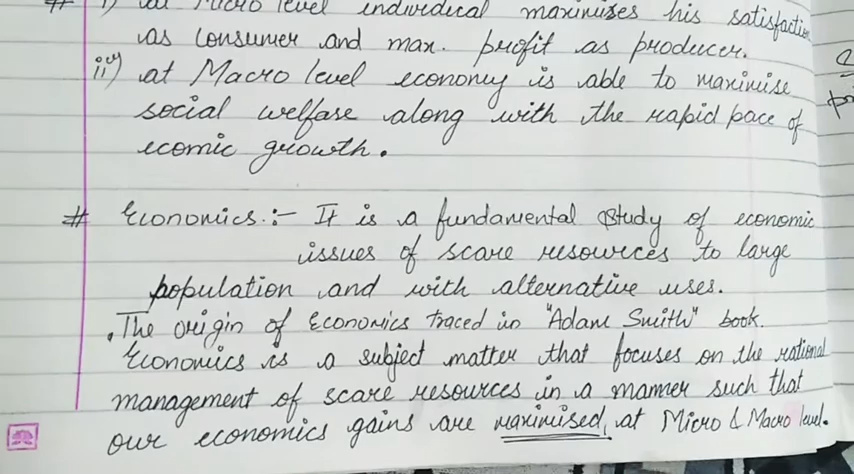 # i) at Micro level individual maximises his satisfaction
as consumer and max. profit as producer.
ii) at Macro level economy is able to maximise
social welfare along with the rapid pace of
ecomic growth.
# Economics :- It is a fundamental study of economic
issues of scare resources to large
population and with alternative uses.
.The origin of Economics traced in "Adam Smith" book.
Economics is a subject matter that focuses on the rational
management of scare resources in a manner such that
our economics gains are maximised, at Micro & Macro level.